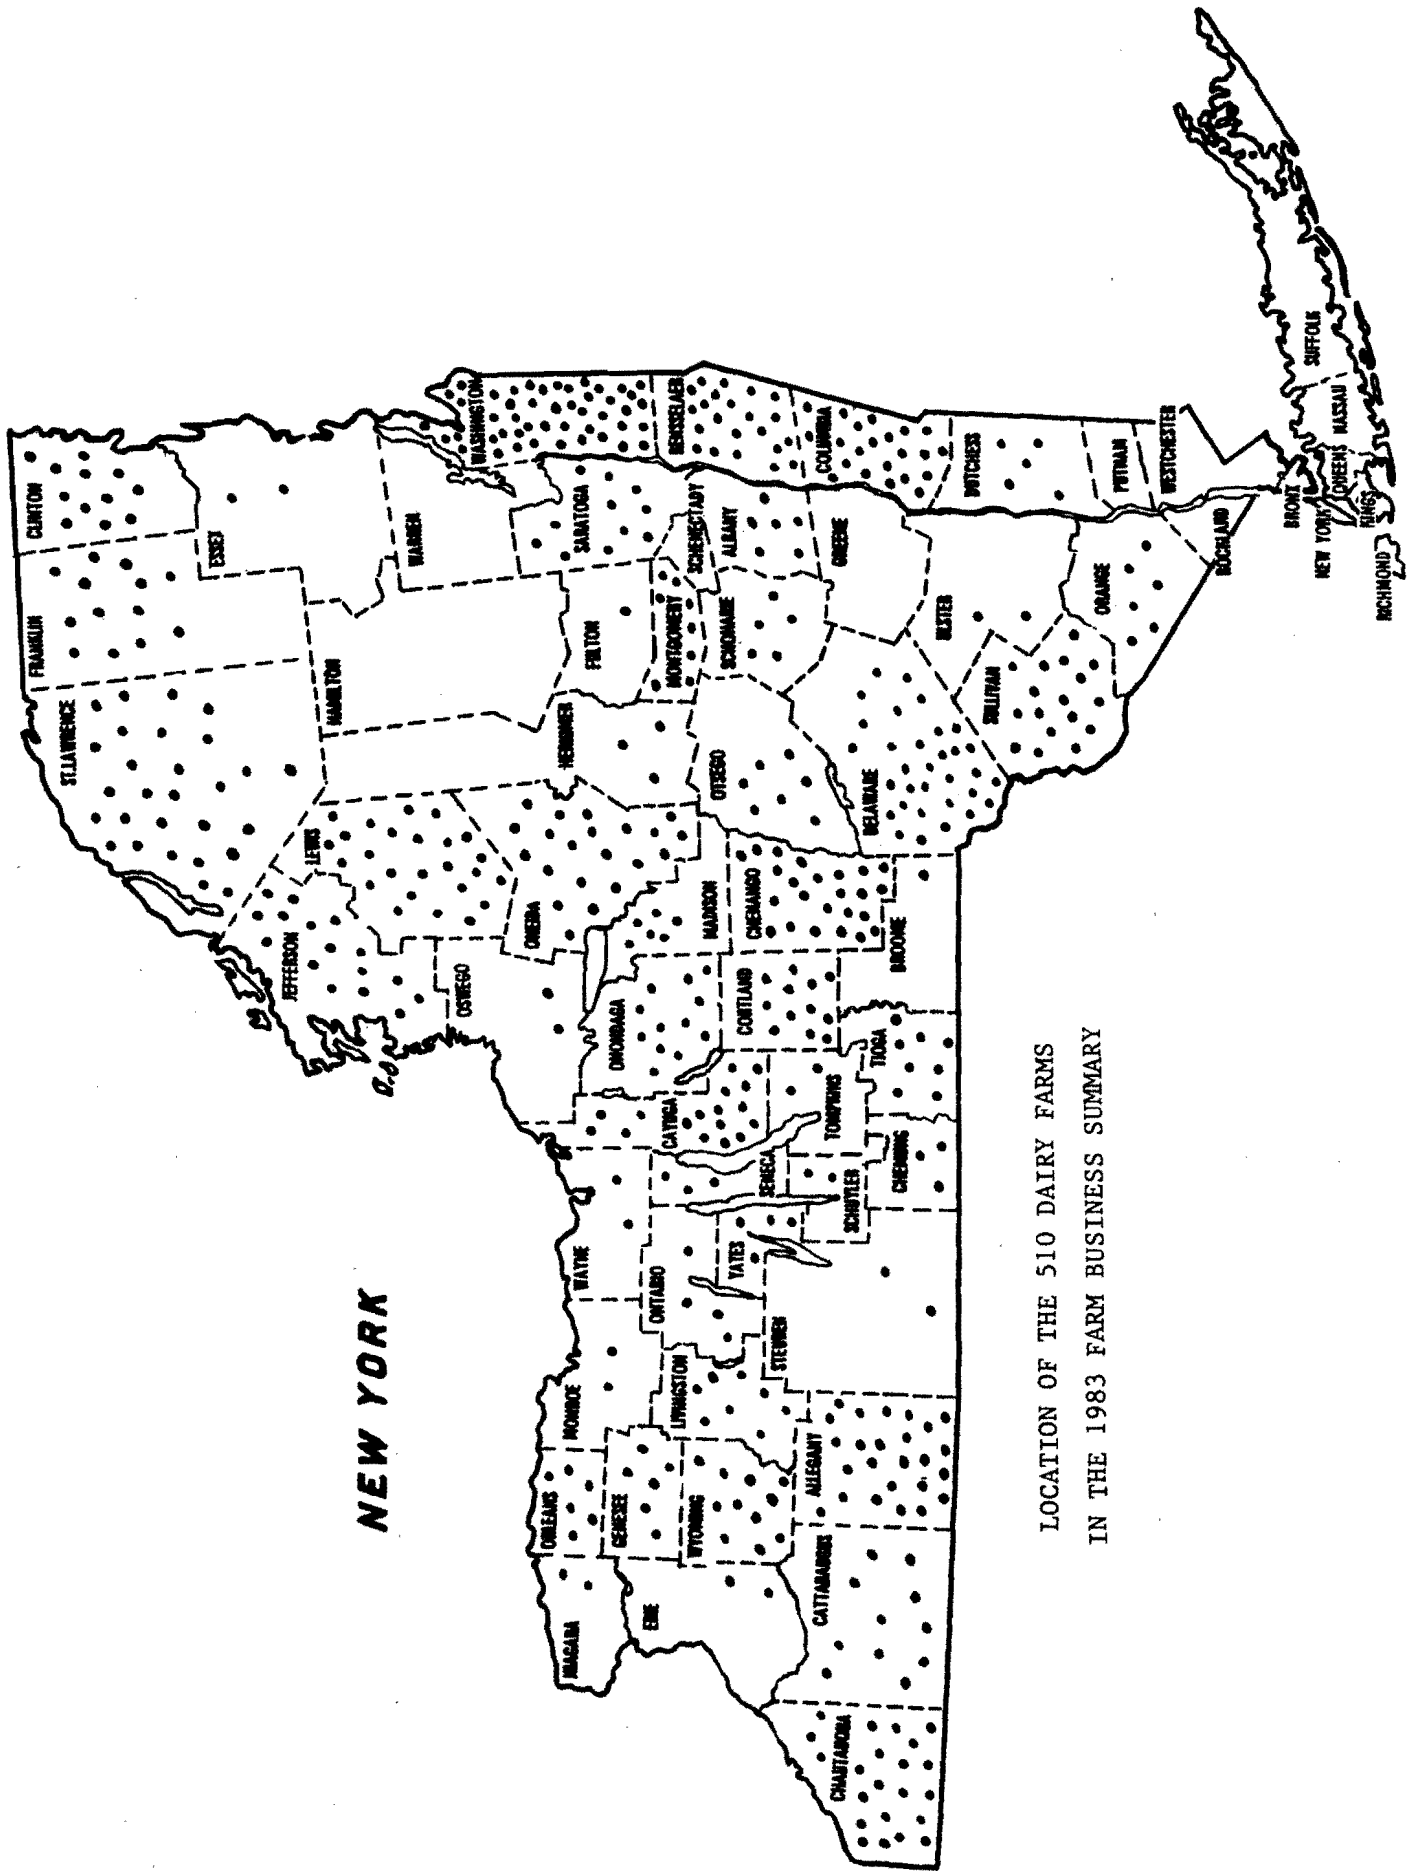 NEW YORK
CLINTON
FRANKLIN
ST.LAWRENCE
ESSEX
HAMILTON
WARREN
WASHINGTON
LEWIS
JEFFERSON
OSWEGO
ONEIDA
HERKIMER
FULTON
SARATOGA
MONTGOMERY
SCHENECTADY
RENSSELAER
ALBANY
SCHOHARIE
OTSEGO
MADISON
ONONDAGA
CAYUGA
WAYNE
MONROE
ORLEANS
NIAGARA
GENESEE
ERIE
WYOMING
LIVINGSTON
ONTARIO
YATES
SENECA
CORTLAND
CHENANGO
COLUMBIA
GREENE
DELAWARE
BROOME
TIOGA
TOMPKINS
SCHUYLER
CHEMUNG
STEUBEN
ALLEGANY
CATTARAUGUS
CHAUTAUQUA
ULSTER
DUTCHESS
SULLIVAN
ORANGE
PUTNAM
WESTCHESTER
ROCKLAND
BRONX
NEW YORK
QUEENS
KINGS
RICHMOND
NASSAU
SUFFOLK
LOCATION OF THE 510 DAIRY FARMS
IN THE 1983 FARM BUSINESS SUMMARY